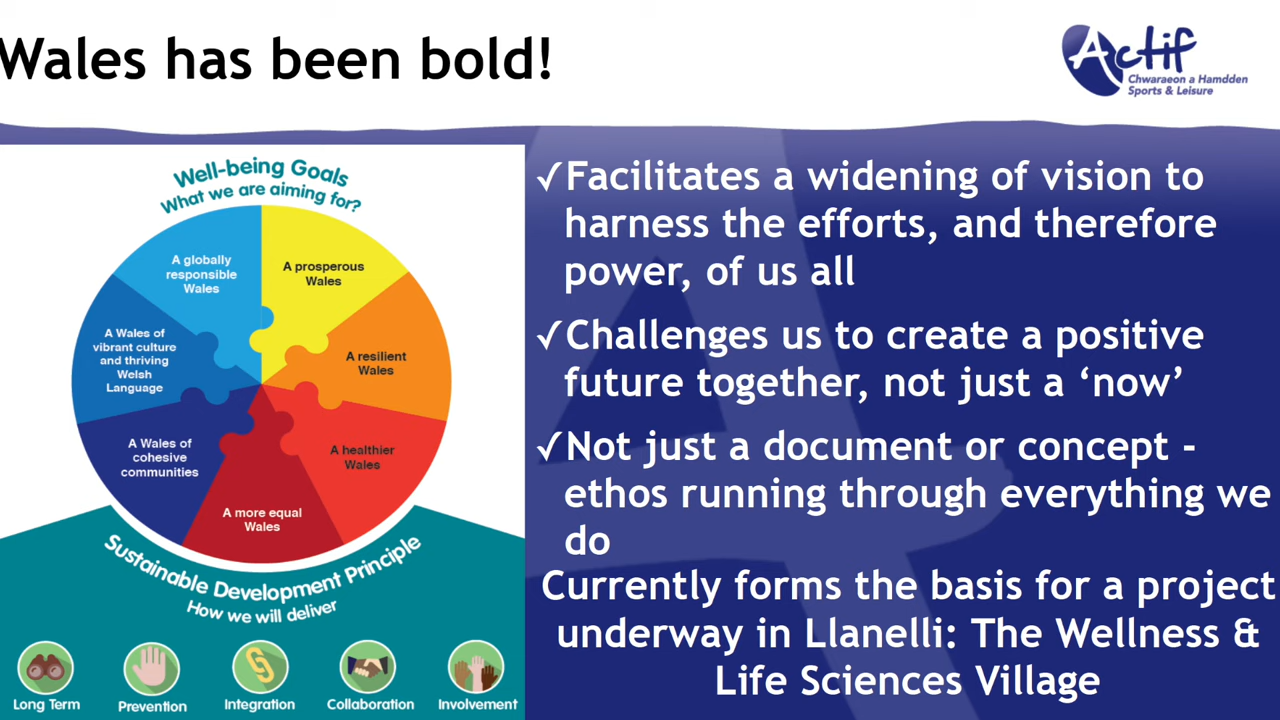 Wales has been bold!
Actif
Chwaraeon a Hamdden
Sports & Leisure
Well-being Goals
What we are aiming for?
A globally
responsible
Wales
A prosperous
Wales
A Wales of
vibrant culture
and thriving
Welsh
Language
A resilient
Wales
A Wales of
cohesive
communities
A healthier
Wales
A more equal
Wales
Sustainable Development Principle
How we will deliver
Long Term
Prevention
Integration
Collaboration
Involvement
✓Facilitates a widening of vision to
harness the efforts, and therefore
power, of us all
✓Challenges us to create a positive
future together, not just a ‘now’
✓Not just a document or concept -
ethos running through everything we
do
Currently forms the basis for a project
underway in Llanelli: The Wellness &
Life Sciences Village